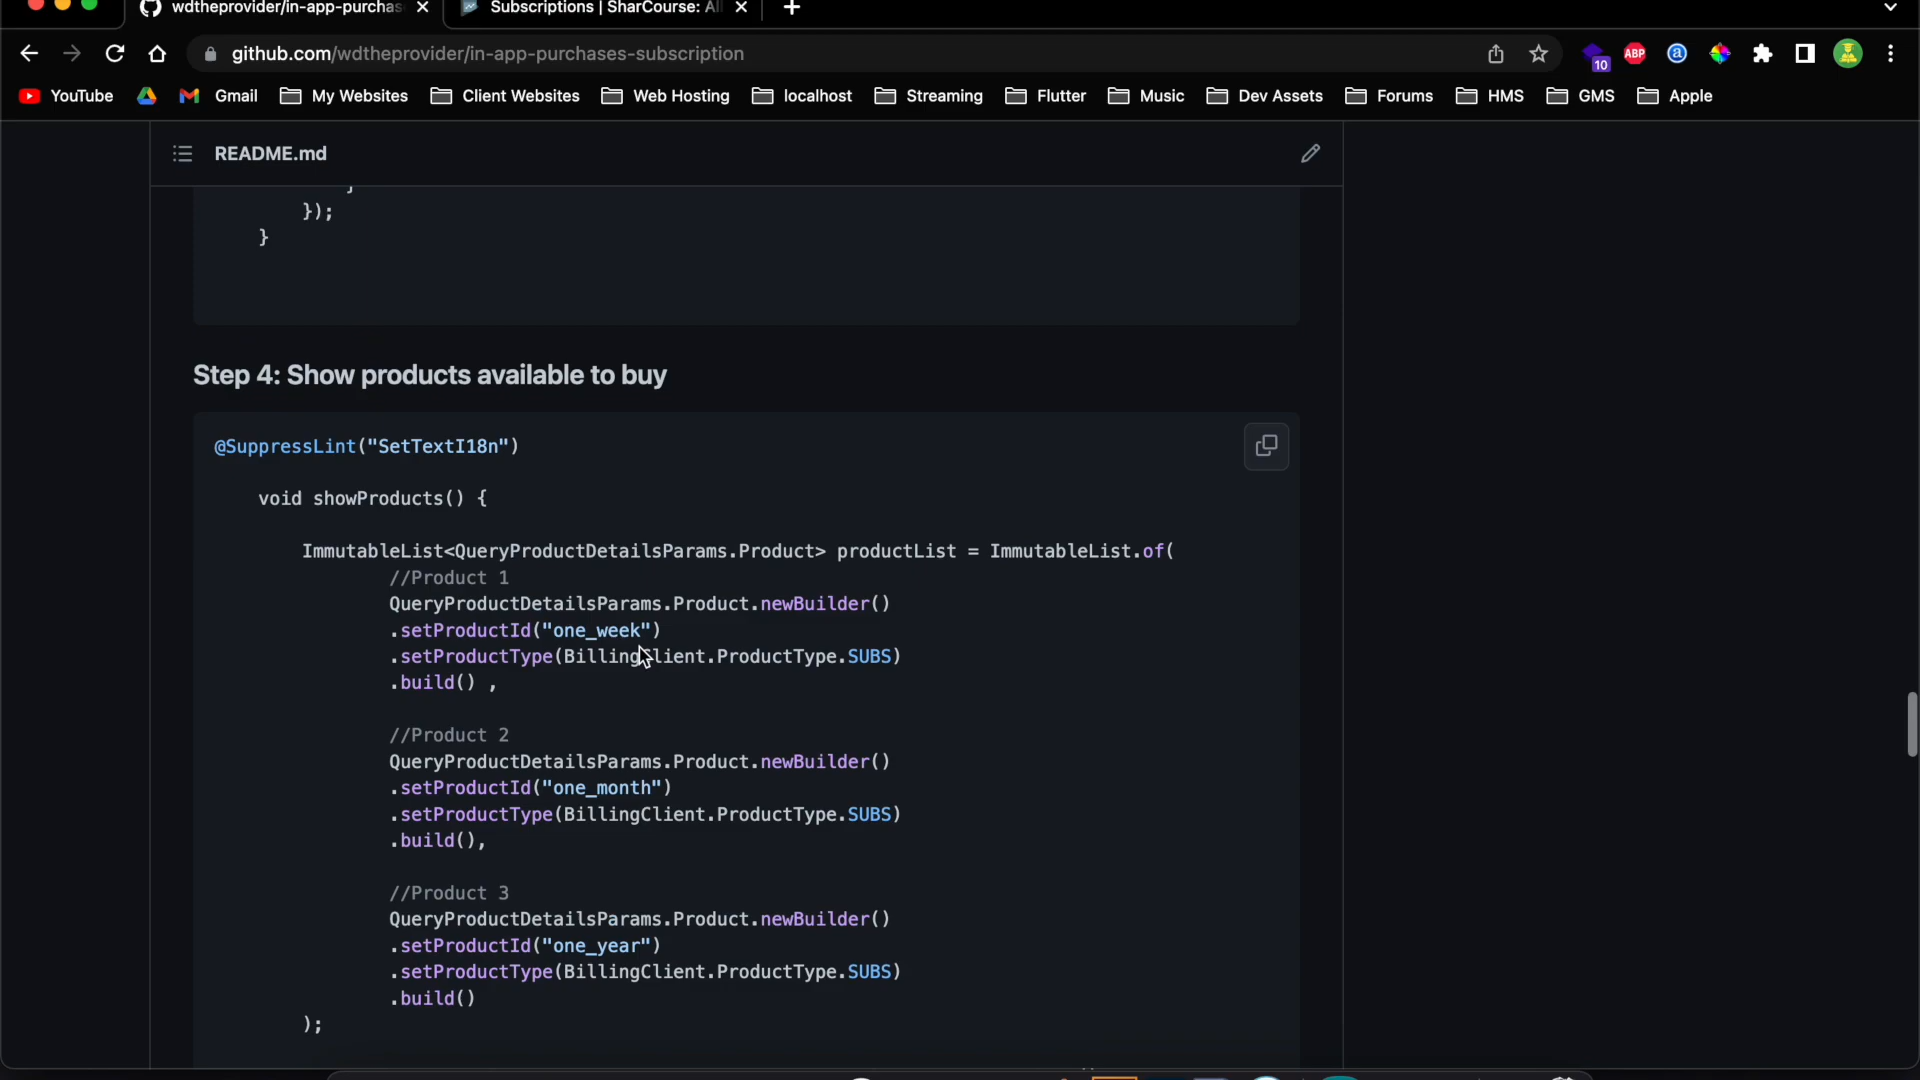 wdtheprovider/in-app-purchas
Subscriptions | SharCourse: Al
github.com/wdtheprovider/in-app-purchases-subscription
10
ABP
a
YouTube
Gmail
My Websites
Client Websites
Web Hosting
localhost
Streaming
Flutter
Music
Dev Assets
Forums
HMS
GMS
Apple
README.md
}
});
}
Step 4: Show products available to buy
@SuppressLint("SetTextI18n")
void showProducts() {
ImmutableList<QueryProductDetailsParams.Product> productList = ImmutableList.of(
//Product 1
QueryProductDetailsParams.Product.newBuilder()
.setProductId("one_week")
.setProductType(BillingClient.ProductType.SUBS)
.build() ,
//Product 2
QueryProductDetailsParams.Product.newBuilder()
.setProductId("one_month")
.setProductType(BillingClient.ProductType.SUBS)
.build(),
//Product 3
QueryProductDetailsParams.Product.newBuilder()
.setProductId("one_year")
.setProductType(BillingClient.ProductType.SUBS)
.build()
);